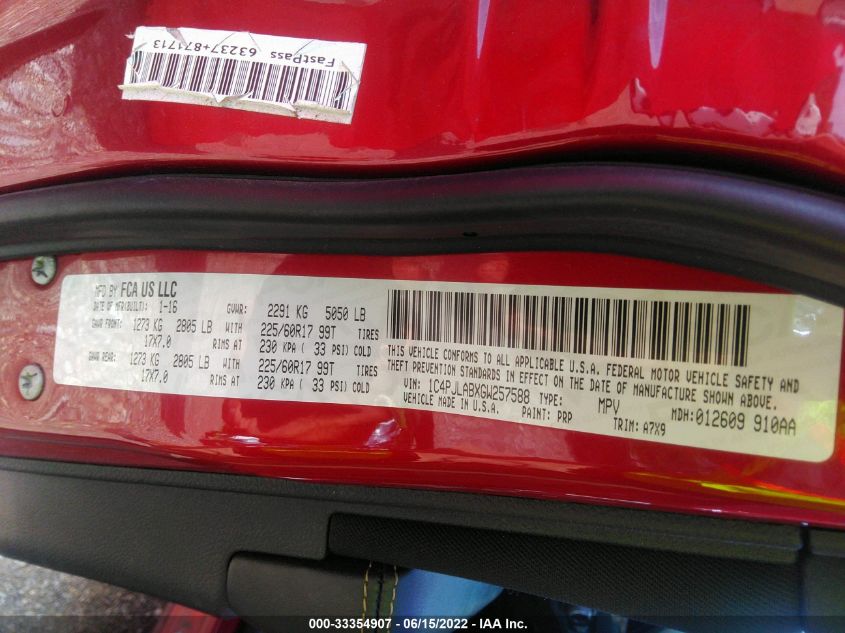 FastPass 63237+871713
MFD BY FCA US LLC
DATE OF MFR(BUILT): 1-16 GVWR: 2291 KG 5050 LB
GAWR FRONT: 1273 KG 2805 LB WITH 225/60R17 99T TIRES
17X7.0 RIMS AT 230 KPA ( 33 PSI) COLD
GAWR REAR: 1273 KG 2805 LB WITH 225/60R17 99T TIRES
17X7.0 RIMS AT 230 KPA ( 33 PSI) COLD
THIS VEHICLE CONFORMS TO ALL APPLICABLE U.S.A. FEDERAL MOTOR VEHICLE SAFETY AND
THEFT PREVENTION STANDARDS IN EFFECT ON THE DATE OF MANUFACTURE SHOWN ABOVE.
VIN: 1C4PJLABXGW257588 TYPE: MPV MDH:012609 910AA
VEHICLE MADE IN U.S.A. PAINT: PRP TRIM: A7X9
000-33354907 - 06/15/2022 - IAA Inc.